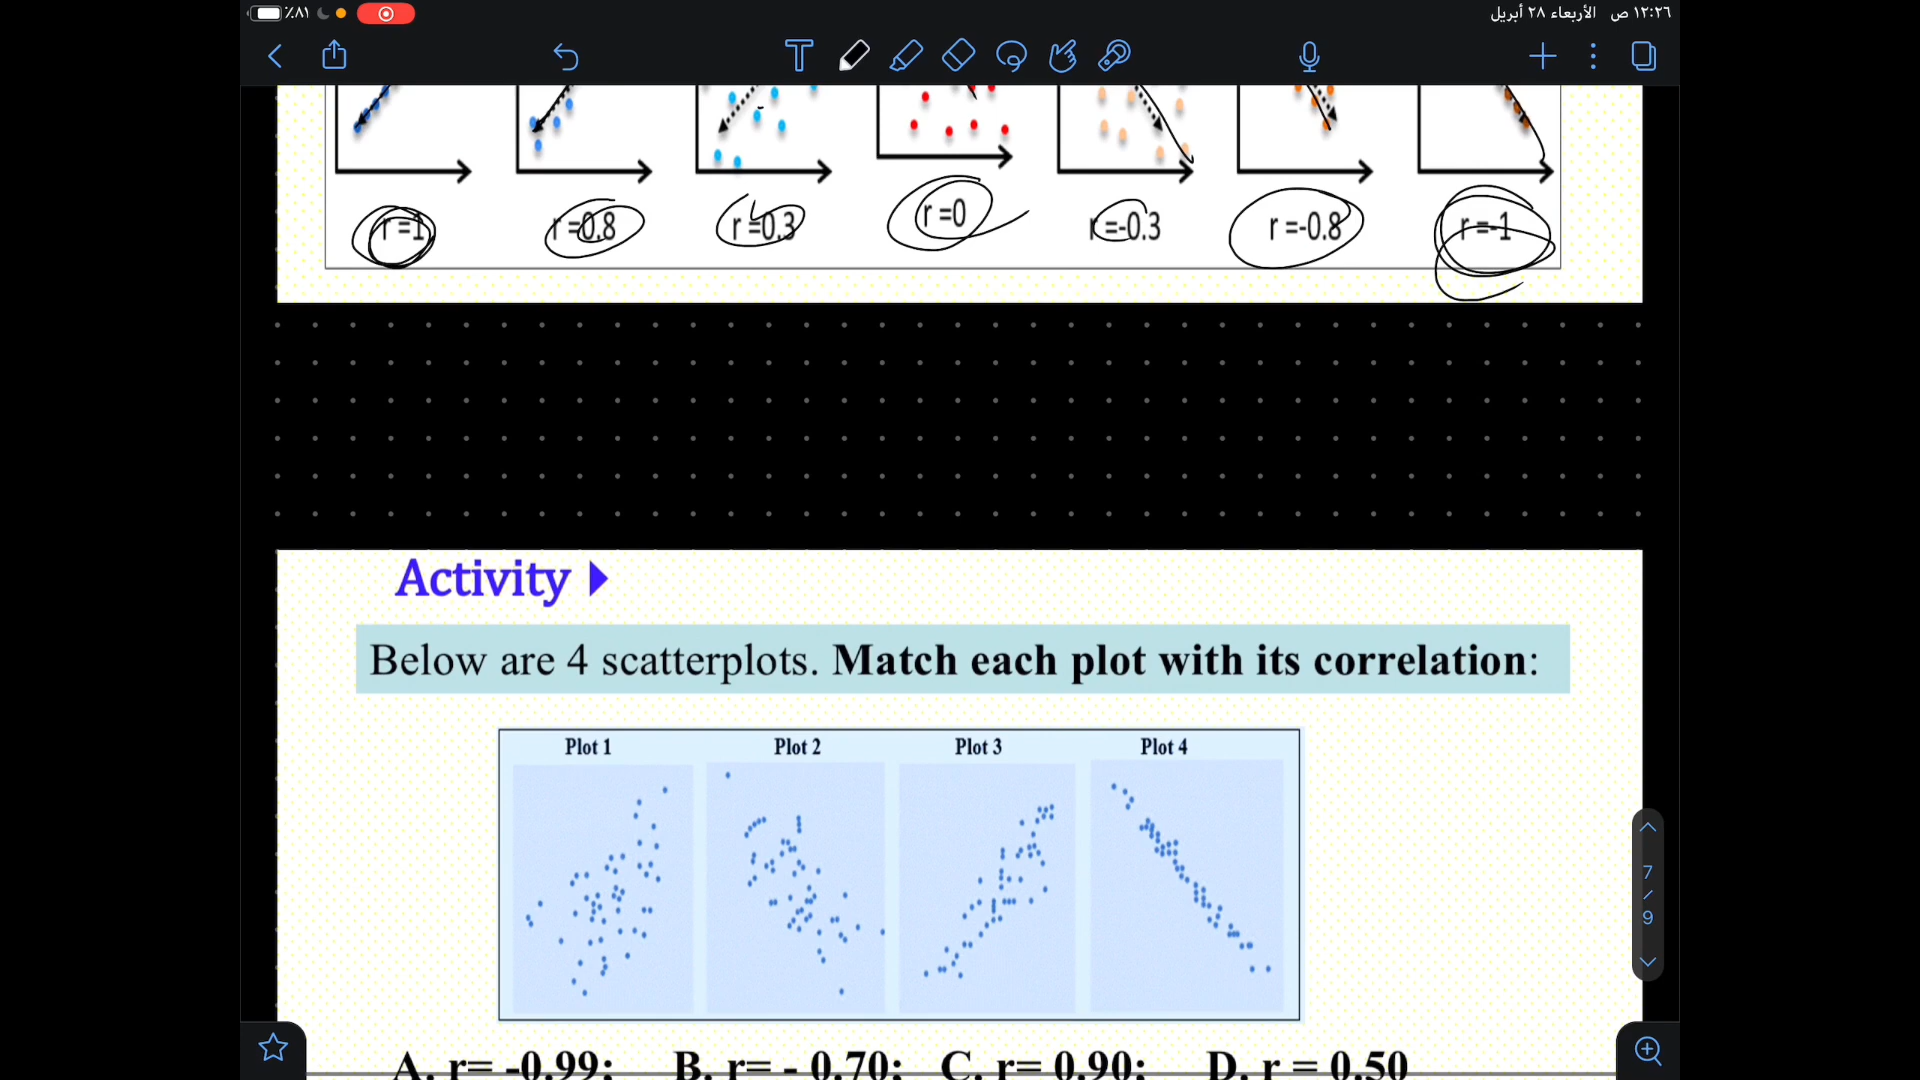 ٪٨١
١٢:٢٦ ص الأربعاء ٢٨ أبريل
r =1 r =0.8 r =0.3 r =0 r =-0.3 r =-0.8 r =-1
Activity
Below are 4 scatterplots. Match each plot with its correlation:
Plot 1 Plot 2 Plot 3 Plot 4
7
/
9
A. r= -0.99; B. r= - 0.70; C. r= 0.90; D. r = 0.50